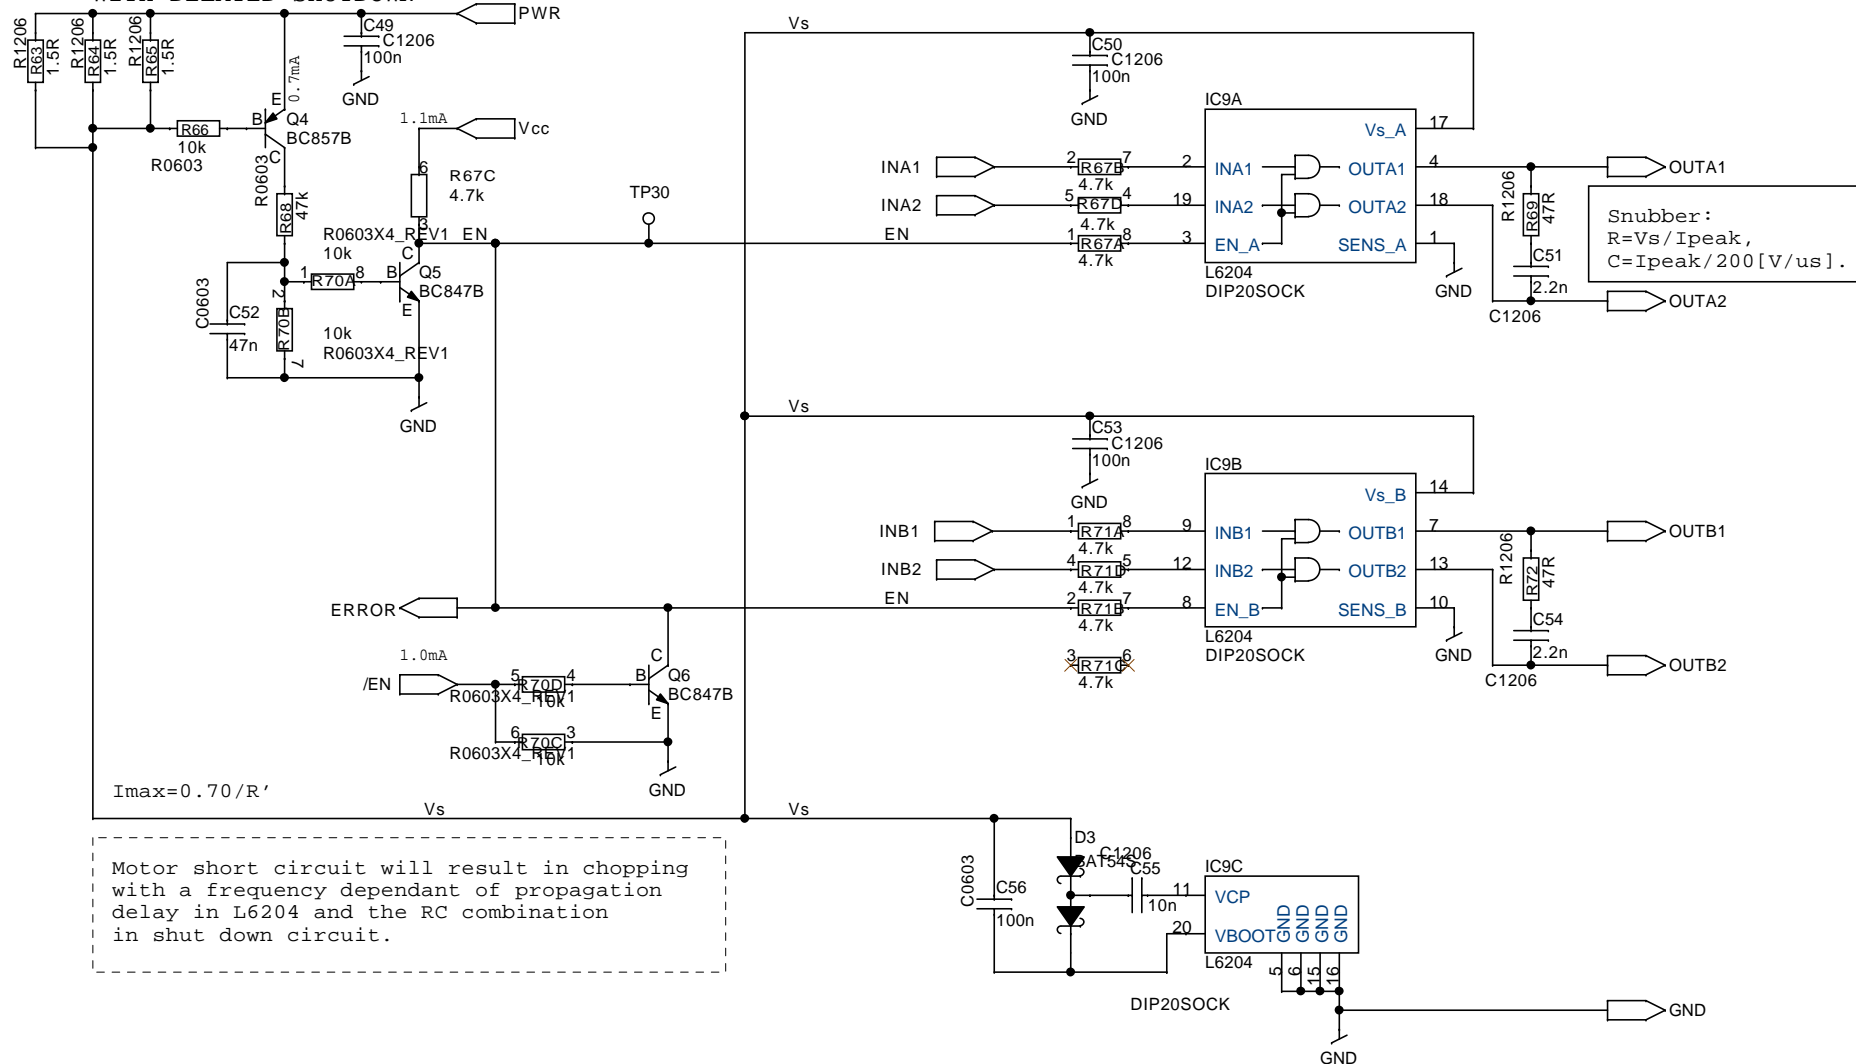 WITH DELAYED SHUTDOWN
PWR
R1206
R63
1.5R
R1206
R64
1.5R
R1206
R65
1.5R
C49
C1206
100n
GND
0.7mA
E
B
C
Q4
BC857B
R66
10k
R0603
R0603
R68
47k
1.1mA
Vcc
6
R67C
4.7k
3
R0603X4_REV1
10k
EN
TP30
1
R70A
8
B
C
E
Q5
BC847B
C0603
C52
47n
2
R70B
7
10k
R0603X4_REV1
GND
Vs
C50
C1206
100n
GND
INA1
2
R67B
7
4.7k
INA2
5
R67D
4
4.7k
EN
1
R67A
8
4.7k
IC9A
Vs_A
17
2
INA1
OUTA1
4
19
INA2
OUTA2
18
3
EN_A
SENS_A
1
L6204
DIP20SOCK
GND
R1206
R69
47R
C51
2.2n
C1206
OUTA1
OUTA2
Snubber:
R=Vs/Ipeak,
C=Ipeak/200[V/us].
Vs
C53
C1206
100n
GND
INB1
1
R71A
8
4.7k
INB2
4
R71D
5
4.7k
EN
2
R71B
7
4.7k
3
R71C
6
4.7k
IC9B
Vs_B
14
9
INB1
OUTB1
7
12
INB2
OUTB2
13
8
EN_B
SENS_B
10
L6204
DIP20SOCK
GND
R1206
R72
47R
C54
2.2n
C1206
OUTB1
OUTB2
ERROR
1.0mA
/EN
5
R70D
4
R0603X4_REV1
10k
B
C
E
Q6
BC847B
6
R70C
3
R0603X4_REV1
10k
GND
Imax=0.70/R'
Vs
Vs
Motor short circuit will result in chopping
with a frequency dependant of propagation
delay in L6204 and the RC combination
in shut down circuit.
C0603
C56
100n
D3
BAT54S
C1206
C55
10n
IC9C
11
VCP
20
VBOOT
GND
GND
GND
GND
L6204
5
6
15
16
DIP20SOCK
GND
GND